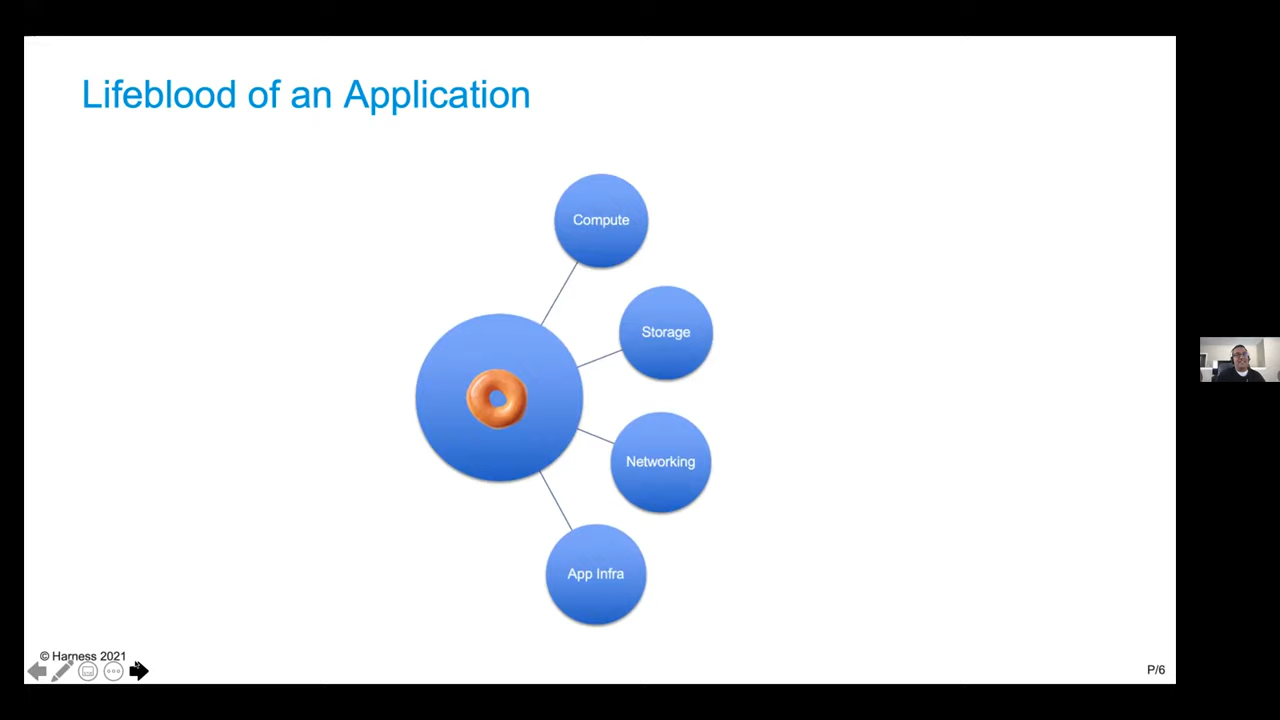 Lifeblood of an Application
Compute
Storage
Networking
App Infra
© Harness 2021
P/6